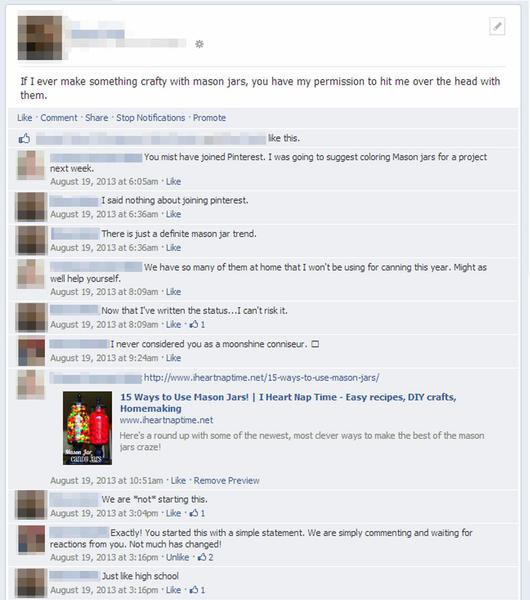 If I ever make something crafty with mason jars, you have my permission to hit me over the head with
them.
Like · Comment · Share · Stop Notifications · Promote
like this.
You mist have joined Pinterest. I was going to suggest coloring Mason jars for a project
next week.
August 19, 2013 at 6:05am · Like
I said nothing about joining pinterest.
August 19, 2013 at 6:36am · Like
There is just a definite mason jar trend.
August 19, 2013 at 6:36am · Like
We have so many of them at home that I won't be using for canning this year. Might as
well help yourself.
August 19, 2013 at 8:09am · Like
Now that I've written the status...I can't risk it.
August 19, 2013 at 8:09am · Like · 1
I never considered you as a moonshine conniseur. □
August 19, 2013 at 9:24am · Like
http://www.iheartnaptime.net/15-ways-to-use-mason-jars/
15 Ways to Use Mason Jars! | I Heart Nap Time - Easy recipes, DIY crafts,
Homemaking
www.iheartnaptime.net
Here's a round up with some of the newest, most clever ways to make the best of the mason
jars craze!
Mason Jar
candy jars
August 19, 2013 at 10:51am · Like · Remove Preview
We are *not* starting this.
August 19, 2013 at 3:04pm · Like · 1
Exactly! You started this with a simple statement. We are simply commenting and waiting for
reactions from you. Not much has changed!
August 19, 2013 at 3:16pm · Unlike · 2
Just like high school
August 19, 2013 at 3:16pm · Like · 1